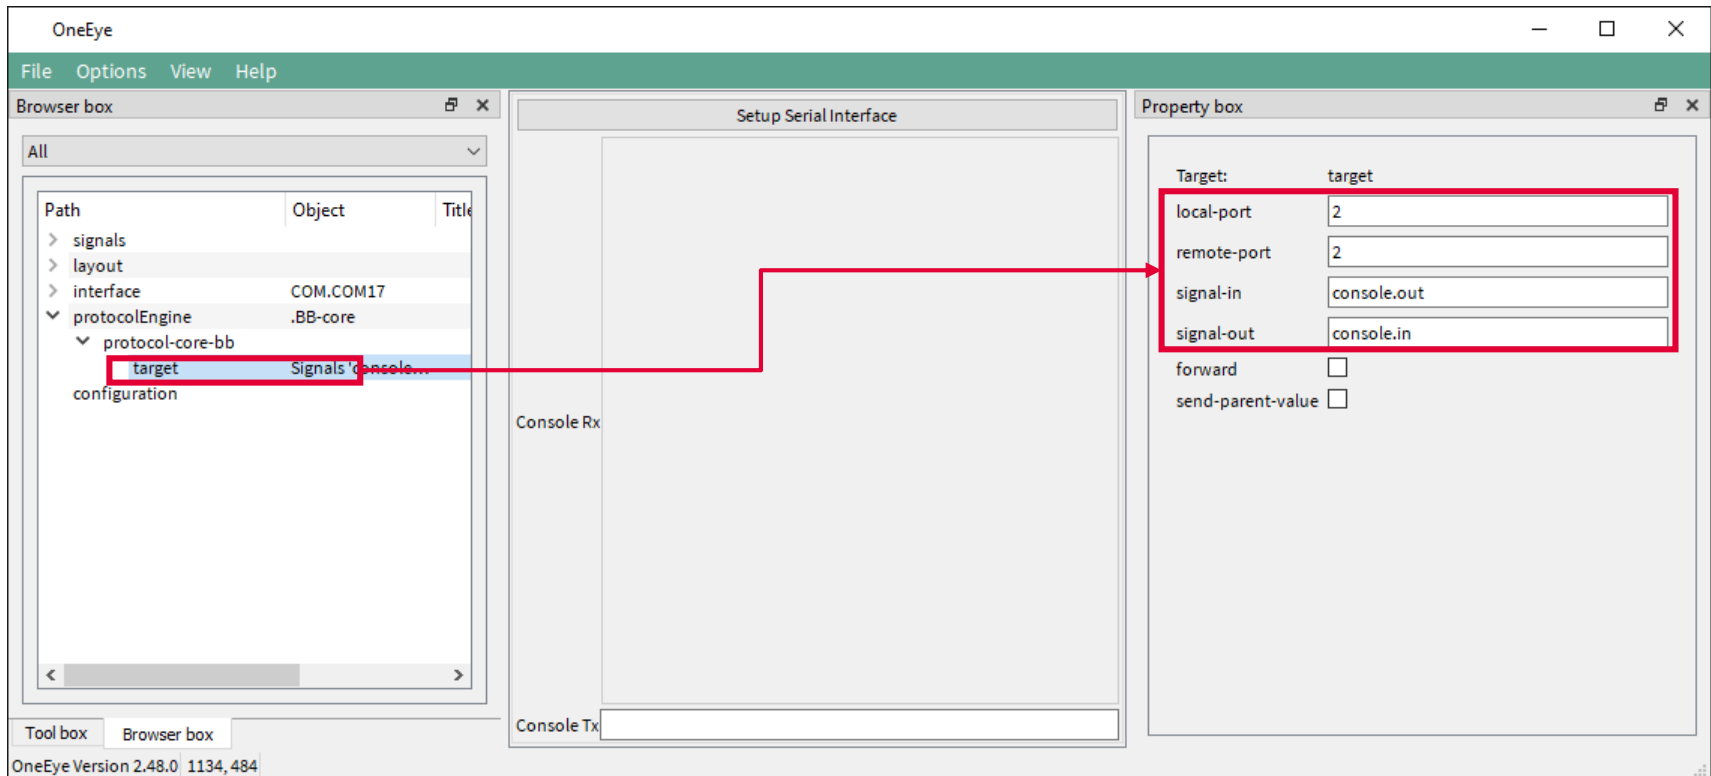 OneEye
File Options View Help
Browser box
All
Path Object Title
signals
layout
interface COM.COM17
protocolEngine .BB-core
protocol-core-bb
target Signals 'console...
configuration
Tool box Browser box
OneEye Version 2.48.0 1134, 484
Setup Serial Interface
Console Rx
Console Tx
Property box
Target: target
local-port 2
remote-port 2
signal-in console.out
signal-out console.in
forward
send-parent-value